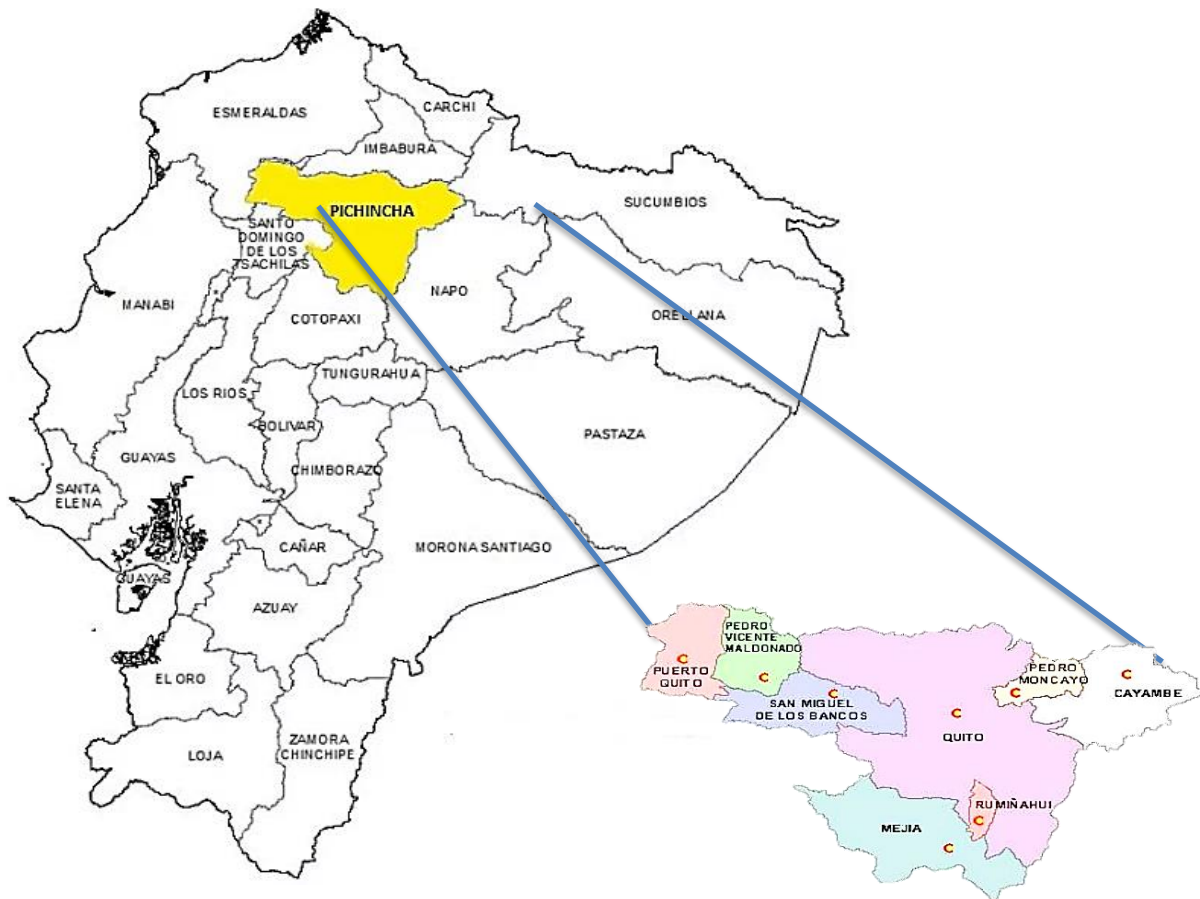 ESMERALDAS
CARCHI
IMBABURA
PICHINCHA
SUCUMBIOS
SANTO
DOMINGO
DE LOS
TSACHILAS
MANABI
NAPO
COTOPAXI
ORELLANA
TUNGURAHUA
LOS RIOS
BOLIVAR
PASTAZA
GUAYAS
CHIMBORAZO
SANTA
ELENA
CAÑAR
MORONA SANTIAGO
GUAYAS
AZUAY
EL ORO
LOJA
ZAMORA
CHINCHIPE
PEDRO
VICENTE
MALDONADO
C
PUERTO
QUITO
C
PEDRO
MONCAYO
C
C
CAYAMBE
C
SAN MIGUEL
DE LOS BANCOS
C
QUITO
RUMIÑAHUI
C
MEJIA
C